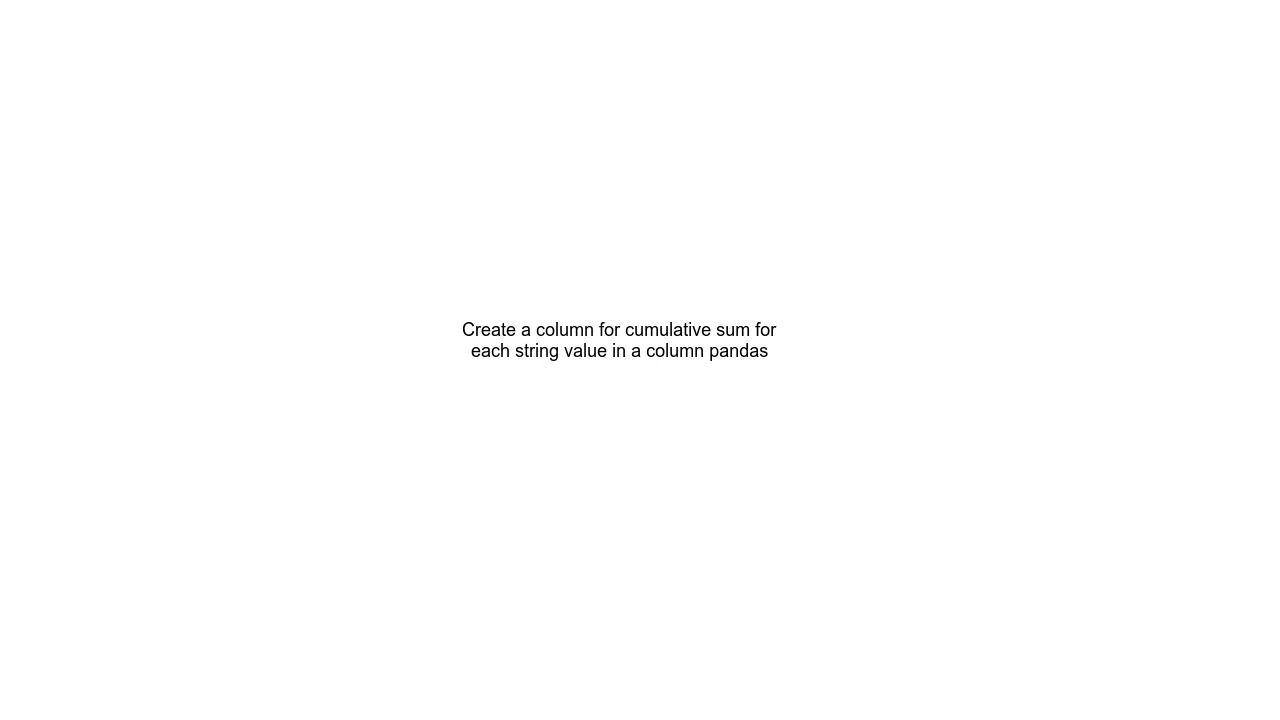 Create a column for cumulative sum for
each string value in a column pandas